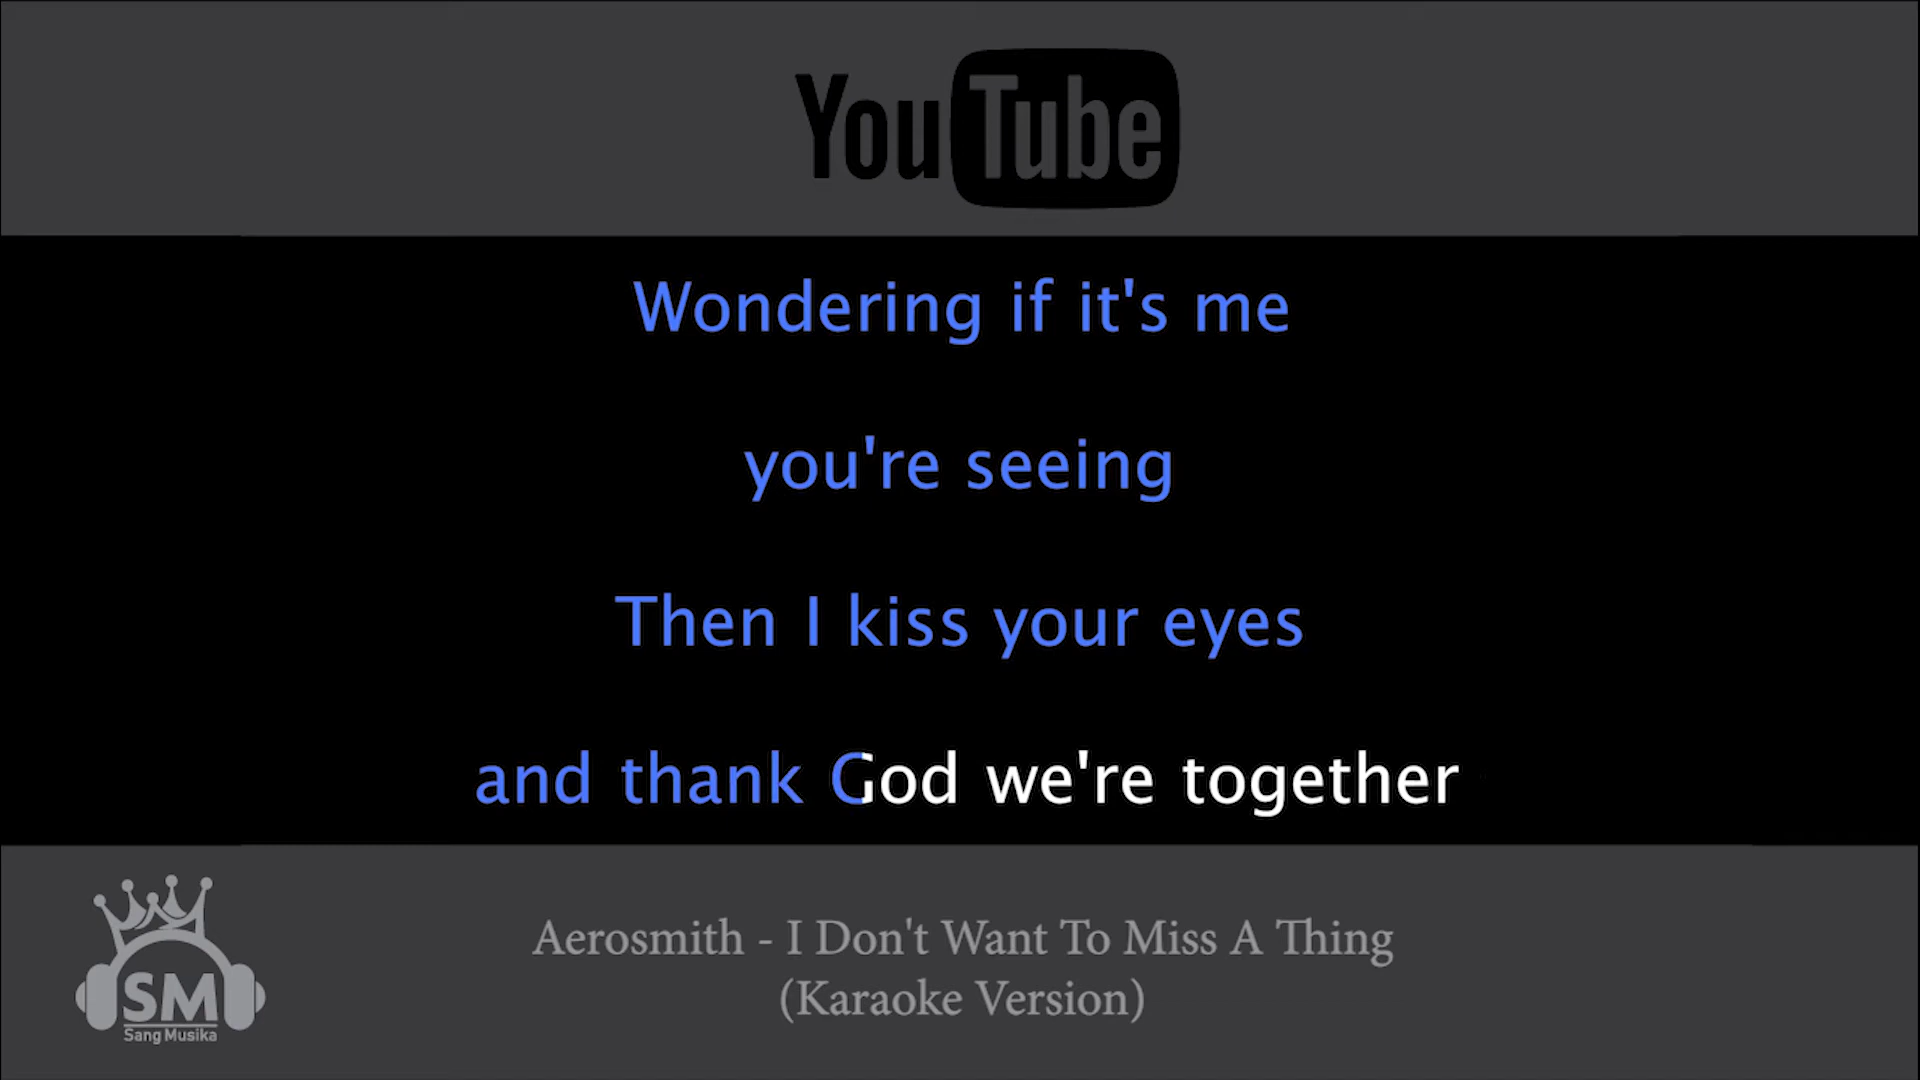 YouTube
Wondering if it's me
you're seeing
Then I kiss your eyes
and thank God we're together
SM
Sang Musika
Aerosmith - I Don't Want To Miss A Thing
(Karaoke Version)